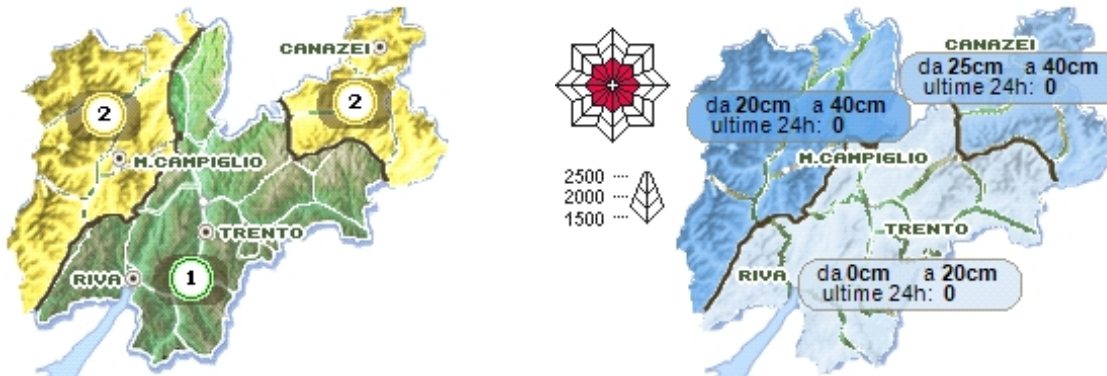 CANAZEI
2
2
M.CAMPIGLIO
TRENTO
RIVA
1
2500
2000
1500
CANAZEI
da 25cm a 40cm
ultime 24h: 0
da 20cm a 40cm
ultime 24h: 0
M.CAMPIGLIO
TRENTO
RIVA
da 0cm a 20cm
ultime 24h: 0